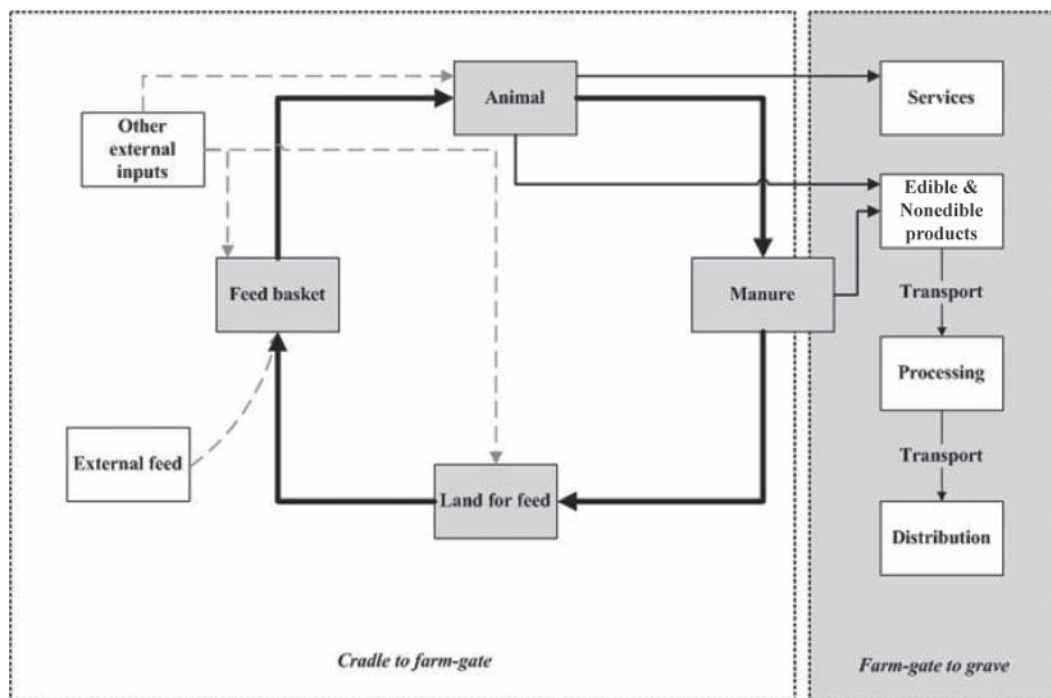 Animal
Services
Other
external
inputs
Edible &
Nonedible
products
Feed basket
Manure
Transport
Processing
External feed
Transport
Land for feed
Distribution
Cradle to farm-gate
Farm-gate to grave